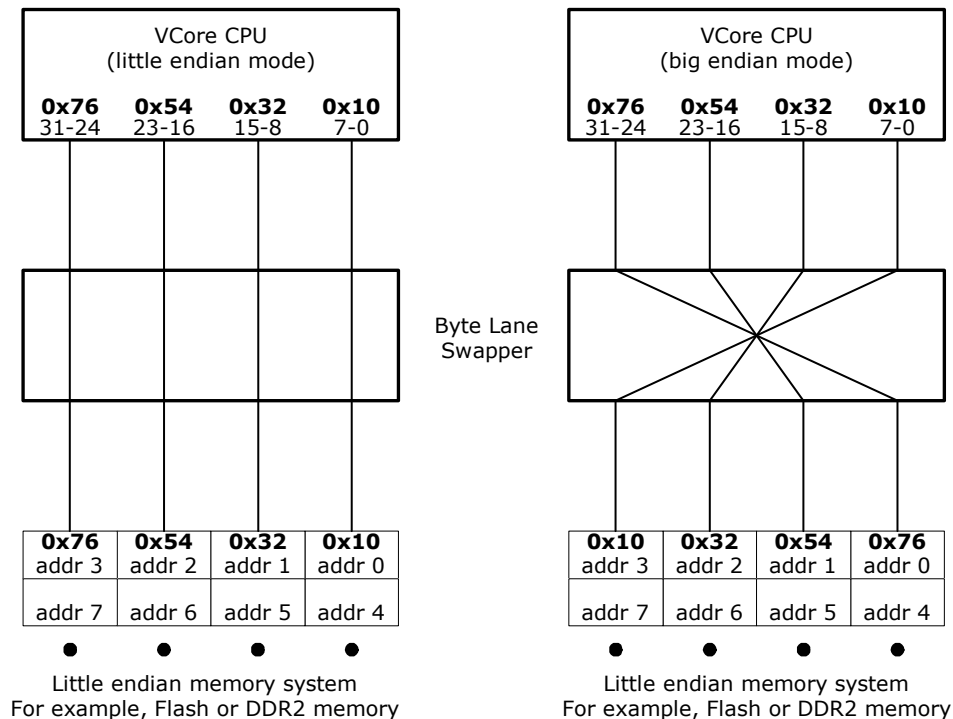 VCore CPU
(little endian mode)
0x76 0x54 0x32 0x10
31-24 23-16 15-8 7-0
VCore CPU
(big endian mode)
0x76 0x54 0x32 0x10
31-24 23-16 15-8 7-0
Byte Lane
Swapper
0x76 0x54 0x32 0x10
addr 3 addr 2 addr 1 addr 0
addr 7 addr 6 addr 5 addr 4
Little endian memory system
For example, Flash or DDR2 memory
0x10 0x32 0x54 0x76
addr 3 addr 2 addr 1 addr 0
addr 7 addr 6 addr 5 addr 4
Little endian memory system
For example, Flash or DDR2 memory